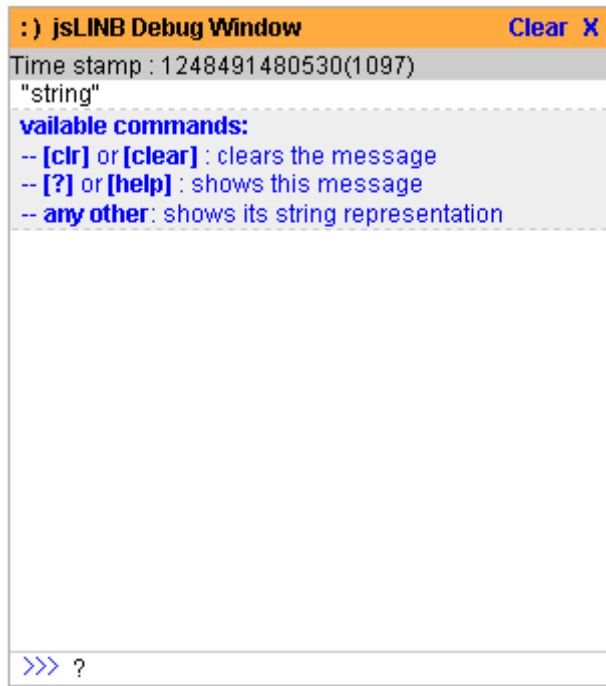 :) jsLINB Debug Window Clear X
Time stamp : 1248491480530(1097)
"string"
vailable commands:
-- [clr] or [clear] : clears the message
-- [?] or [help] : shows this message
-- any other: shows its string representation
>>> ?